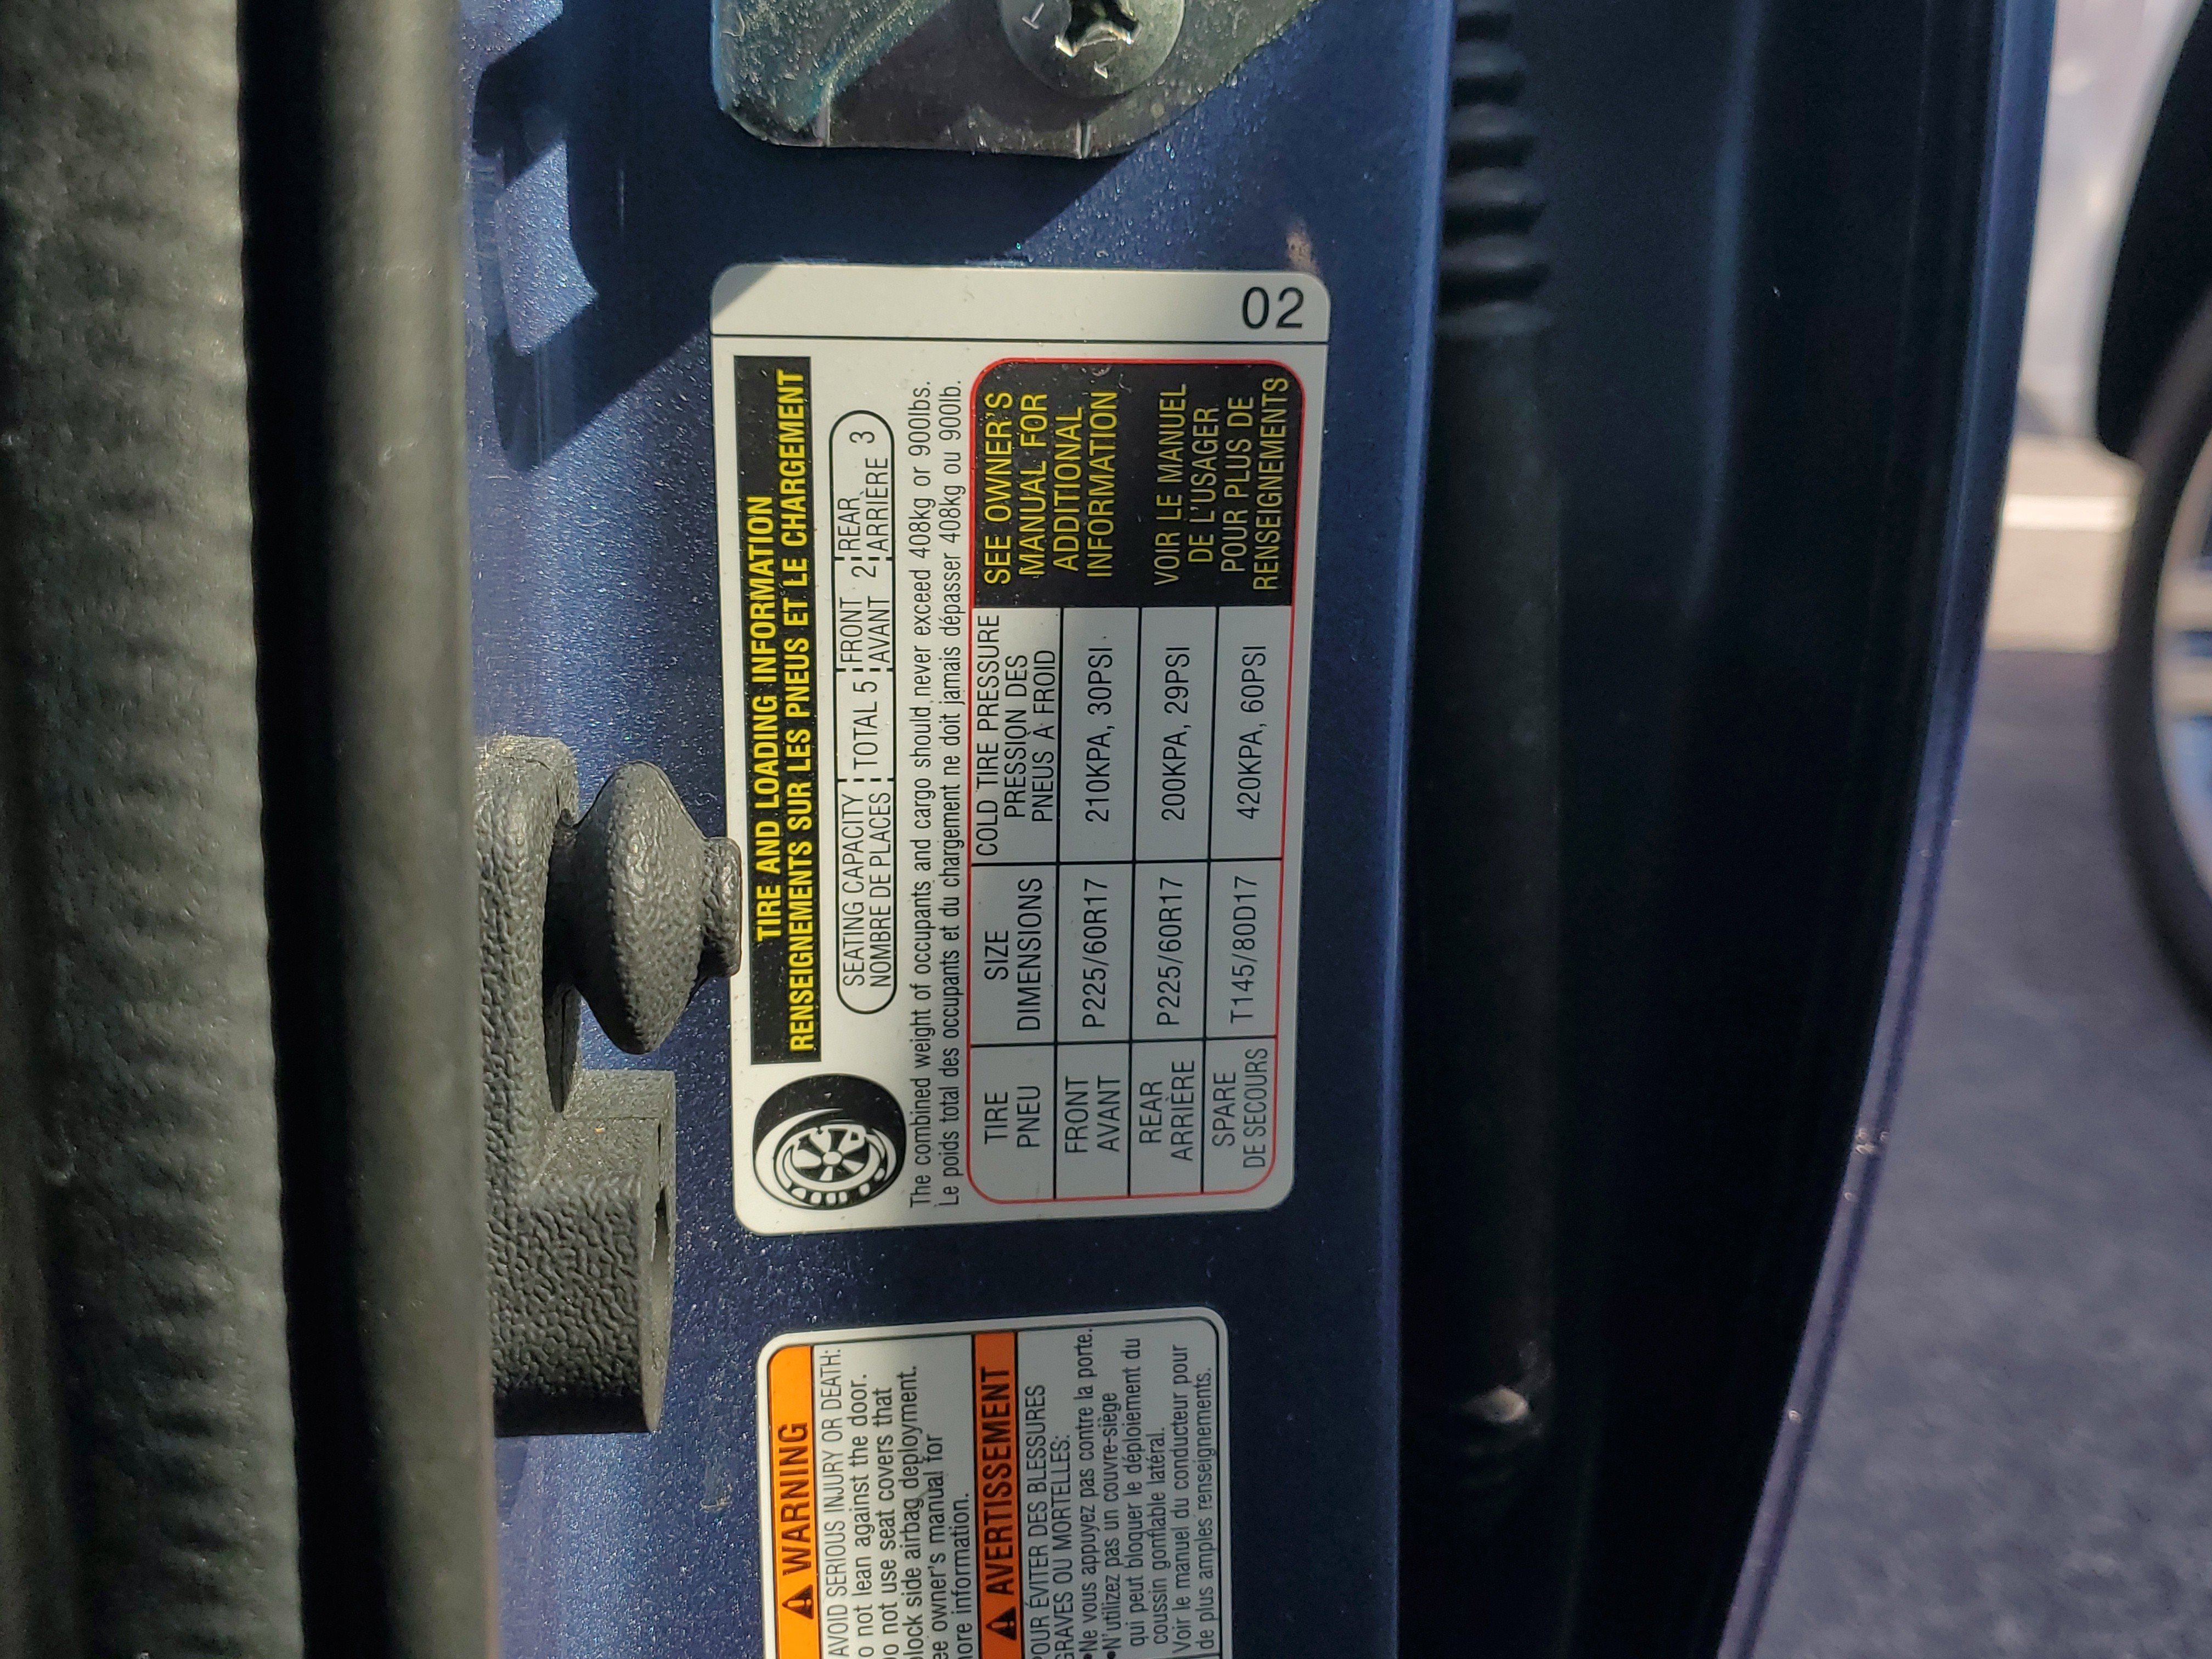 02
TIRE AND LOADING INFORMATION
RENSEIGNEMENTS SUR LES PNEUS ET LE CHARGEMENT
SEATING CAPACITY TOTAL 5 FRONT 2 REAR 3
NOMBRE DE PLACES AVANT ARRIÈRE
The combined weight of occupants and cargo should never exceed 408kg or 900lbs.
Le poids total des occupants et du chargement ne doit jamais dépasser 408kg ou 900lb.
TIRE SIZE COLD TIRE PRESSURE
PNEU DIMENSIONS PRESSION DES
PNEUS À FROID
FRONT
AVANT P225/60R17 210KPA, 30PSI
REAR
ARRIÈRE P225/60R17 200KPA, 29PSI
SPARE
DE SECOURS T145/80D17 420KPA, 60PSI
SEE OWNER'S
MANUAL FOR
ADDITIONAL
INFORMATION
VOIR LE MANUEL
DE L'USAGER
POUR PLUS DE
RENSEIGNEMENTS
WARNING
AVOID SERIOUS INJURY OR DEATH:
not lean against the door.
not use seat covers that
side airbag deployment.
owner's manual for
information.
AVERTISSEMENT
POUR ÉVITER DES BLESSURES
GRAVES OU MORTELLES:
•Ne vous appuyez pas contre la porte.
•N'utilizez pas un couvre-siège
qui peut bloquer le déploiement du
coussin gonflable latéral.
Voir le manuel du conducteur pour
de plus amples renseignements.